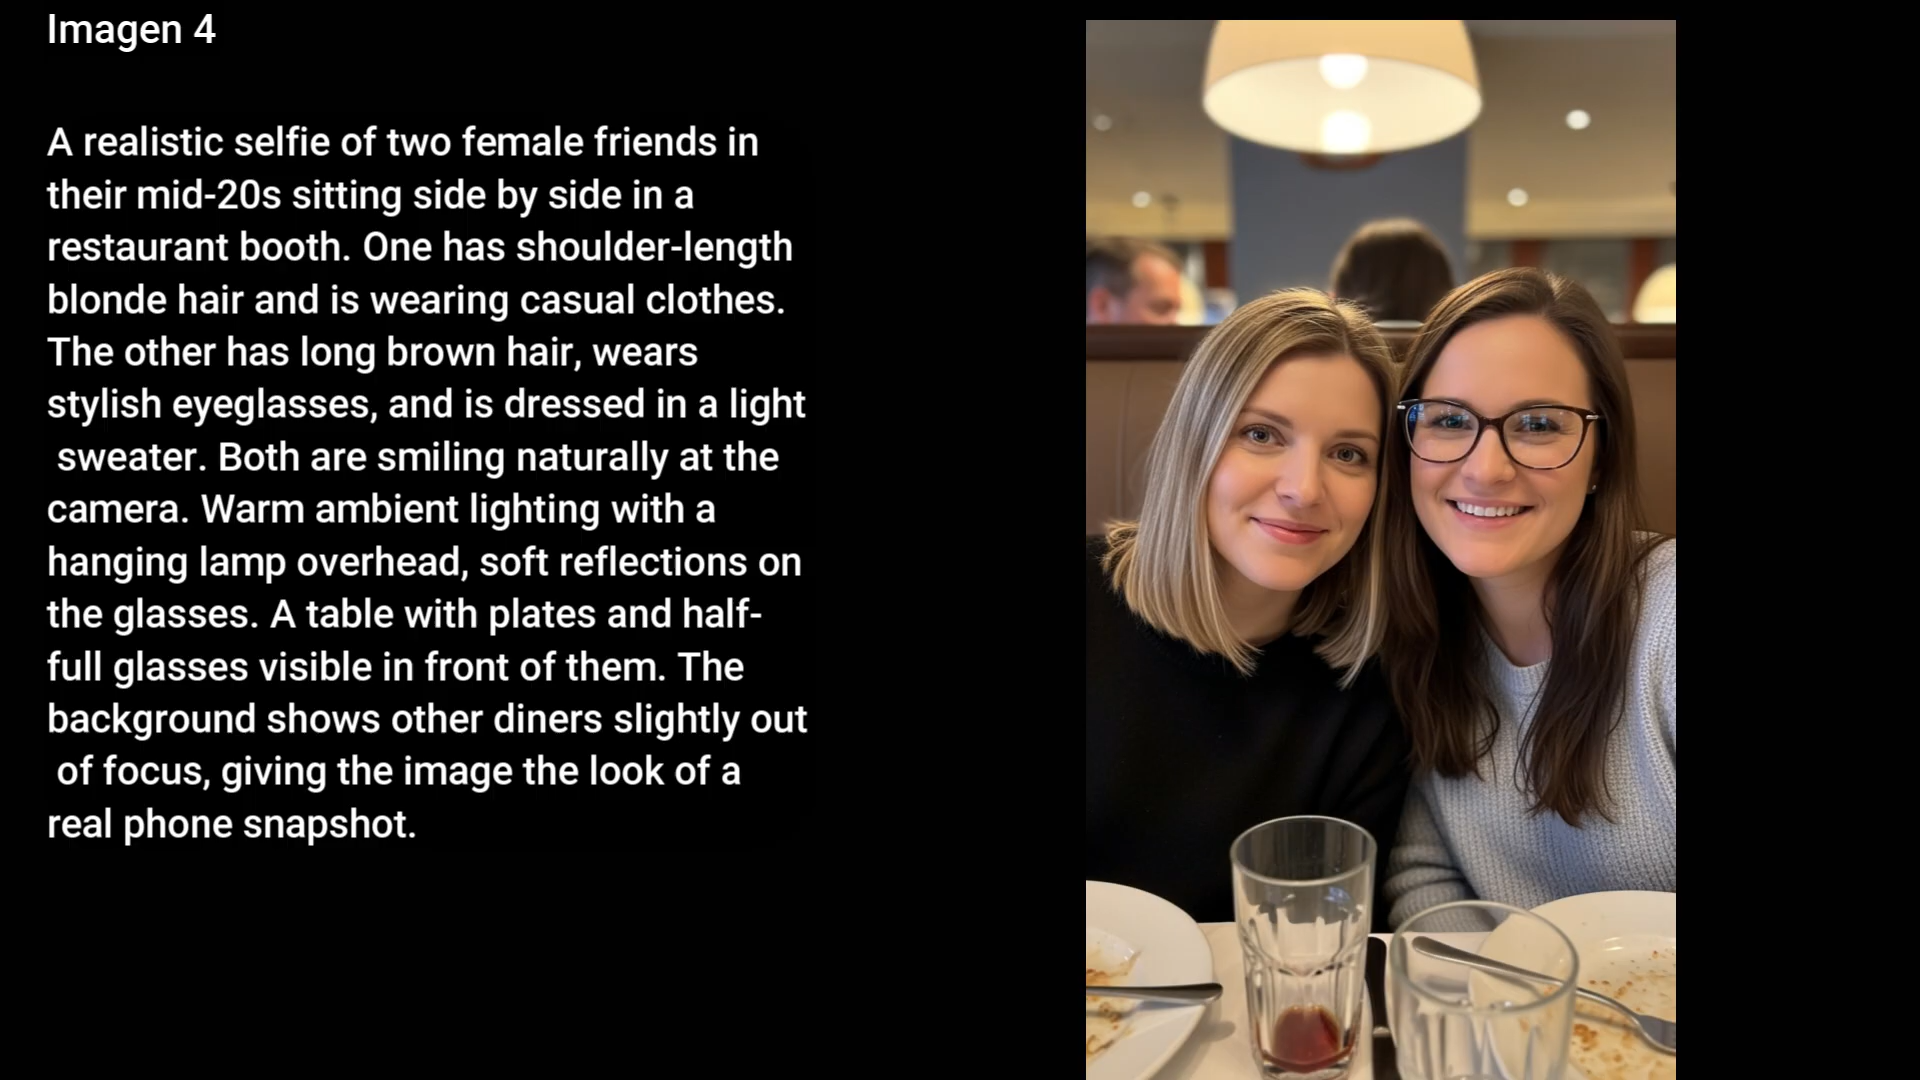 Imagen 4
A realistic selfie of two female friends in
their mid-20s sitting side by side in a
restaurant booth. One has shoulder-length
blonde hair and is wearing casual clothes.
The other has long brown hair, wears
stylish eyeglasses, and is dressed in a light
sweater. Both are smiling naturally at the
camera. Warm ambient lighting with a
hanging lamp overhead, soft reflections on
the glasses. A table with plates and half-
full glasses visible in front of them. The
background shows other diners slightly out
of focus, giving the image the look of a
real phone snapshot.